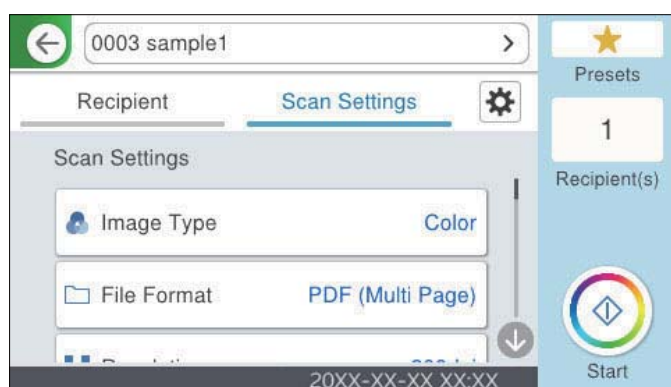 0003 sample1
Presets
Recipient
Scan Settings
1
Recipient(s)
Scan Settings
Image Type
Color
File Format
PDF (Multi Page)
Start
20XX-XX-XX XX:XX